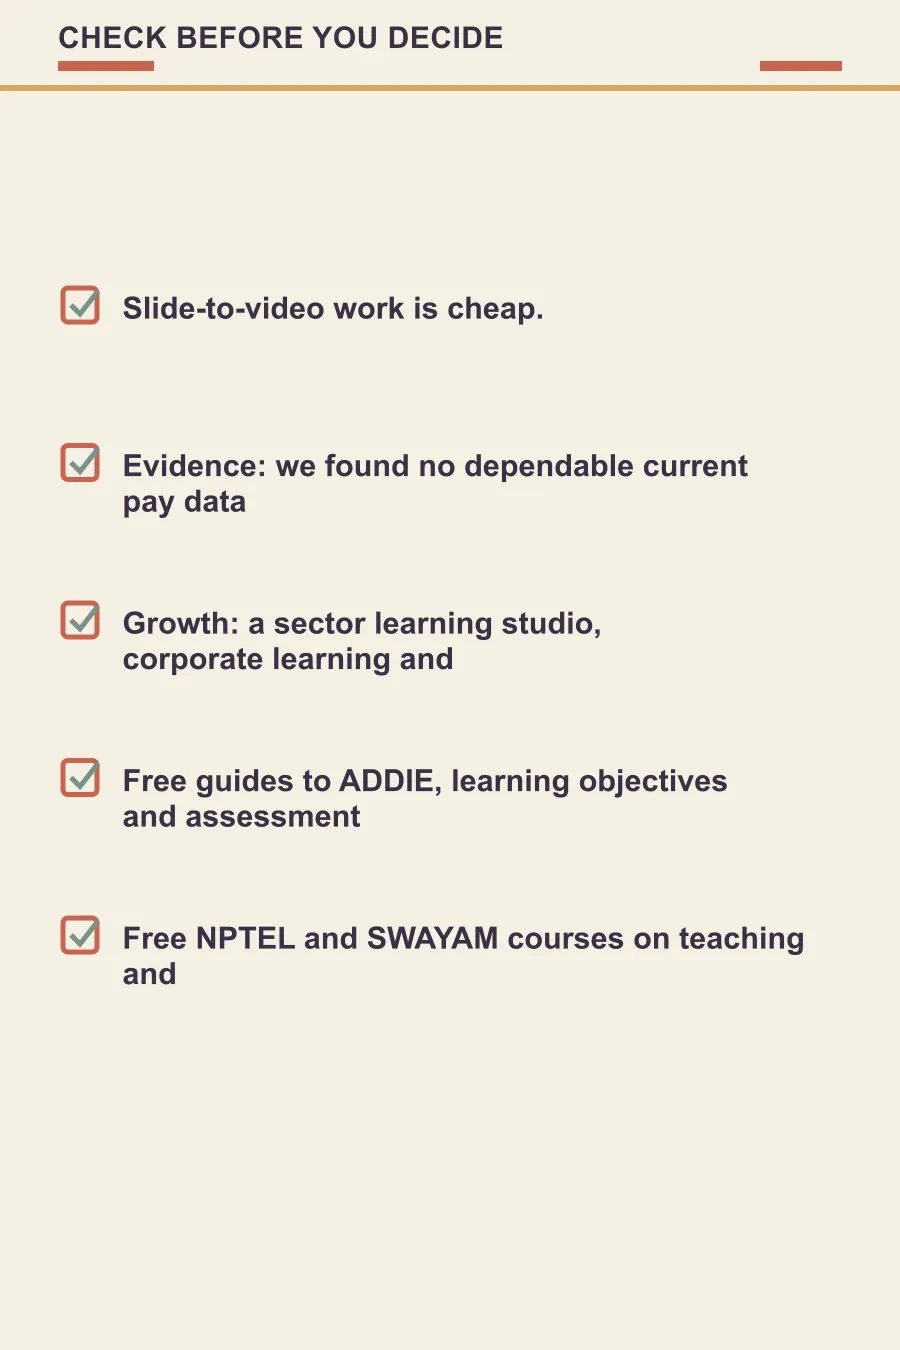 CHECK BEFORE YOU DECIDE
Slide-to-video work is cheap.
Evidence: we found no dependable current
pay data
Growth: a sector learning studio,
corporate learning and
Free guides to ADDIE, learning objectives
and assessment
Free NPTEL and SWAYAM courses on teaching
and